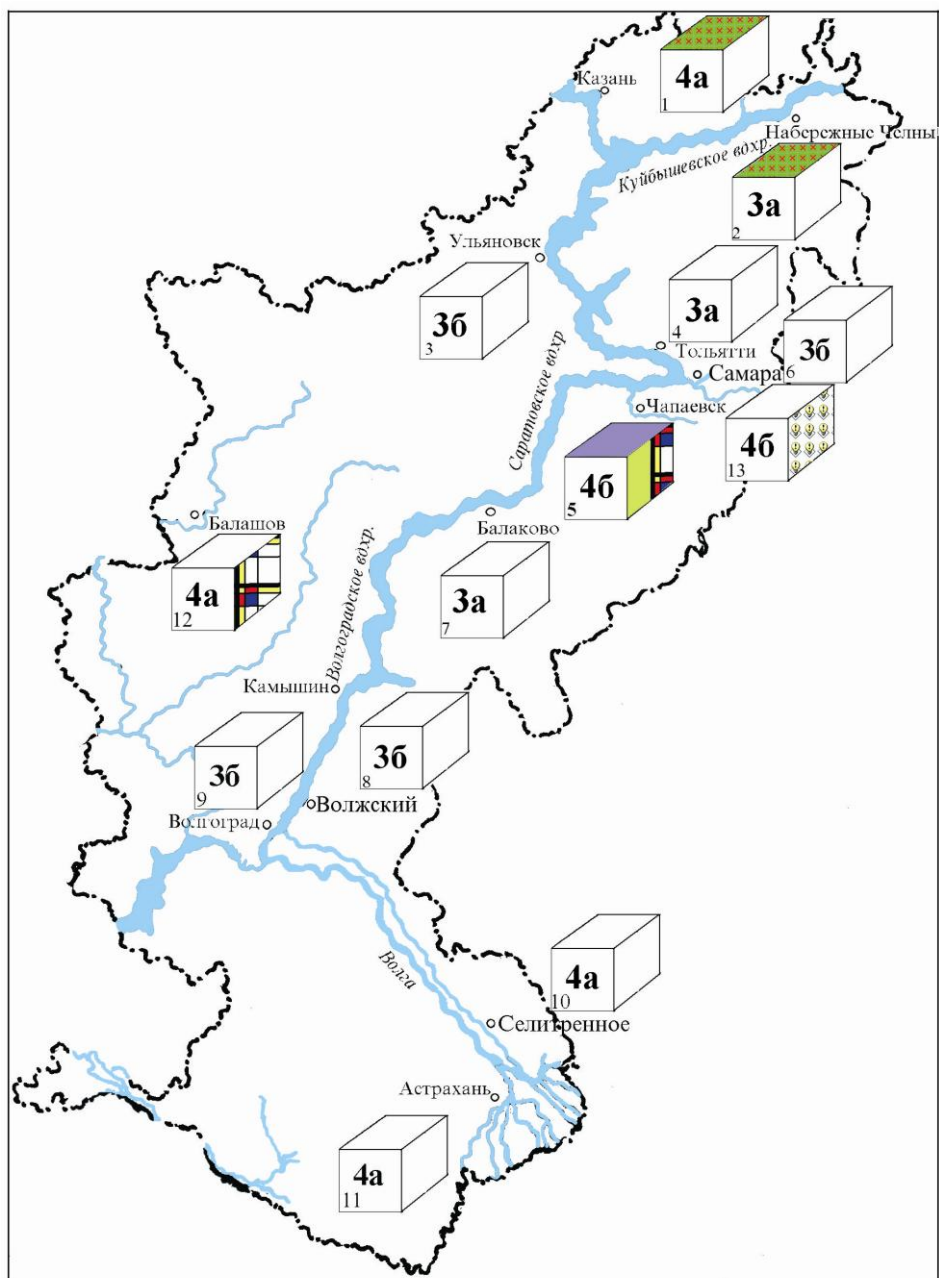 4а
1
Казань
Набережные Челны
Куйбышевское вдхр.
3а
2
Ульяновск
3б
3
3а
4
Тольятти
3б
6
Самара
Чапаевск
Саратовское вдхр
4б
13
4б
5
Балашов
Балаково
4а
12
3а
7
Волгоградское вдхр.
Камышин
3б
9
3б
8
Волжский
Волгоград
Волга
4а
10
Селитренное
Астрахань
4а
11